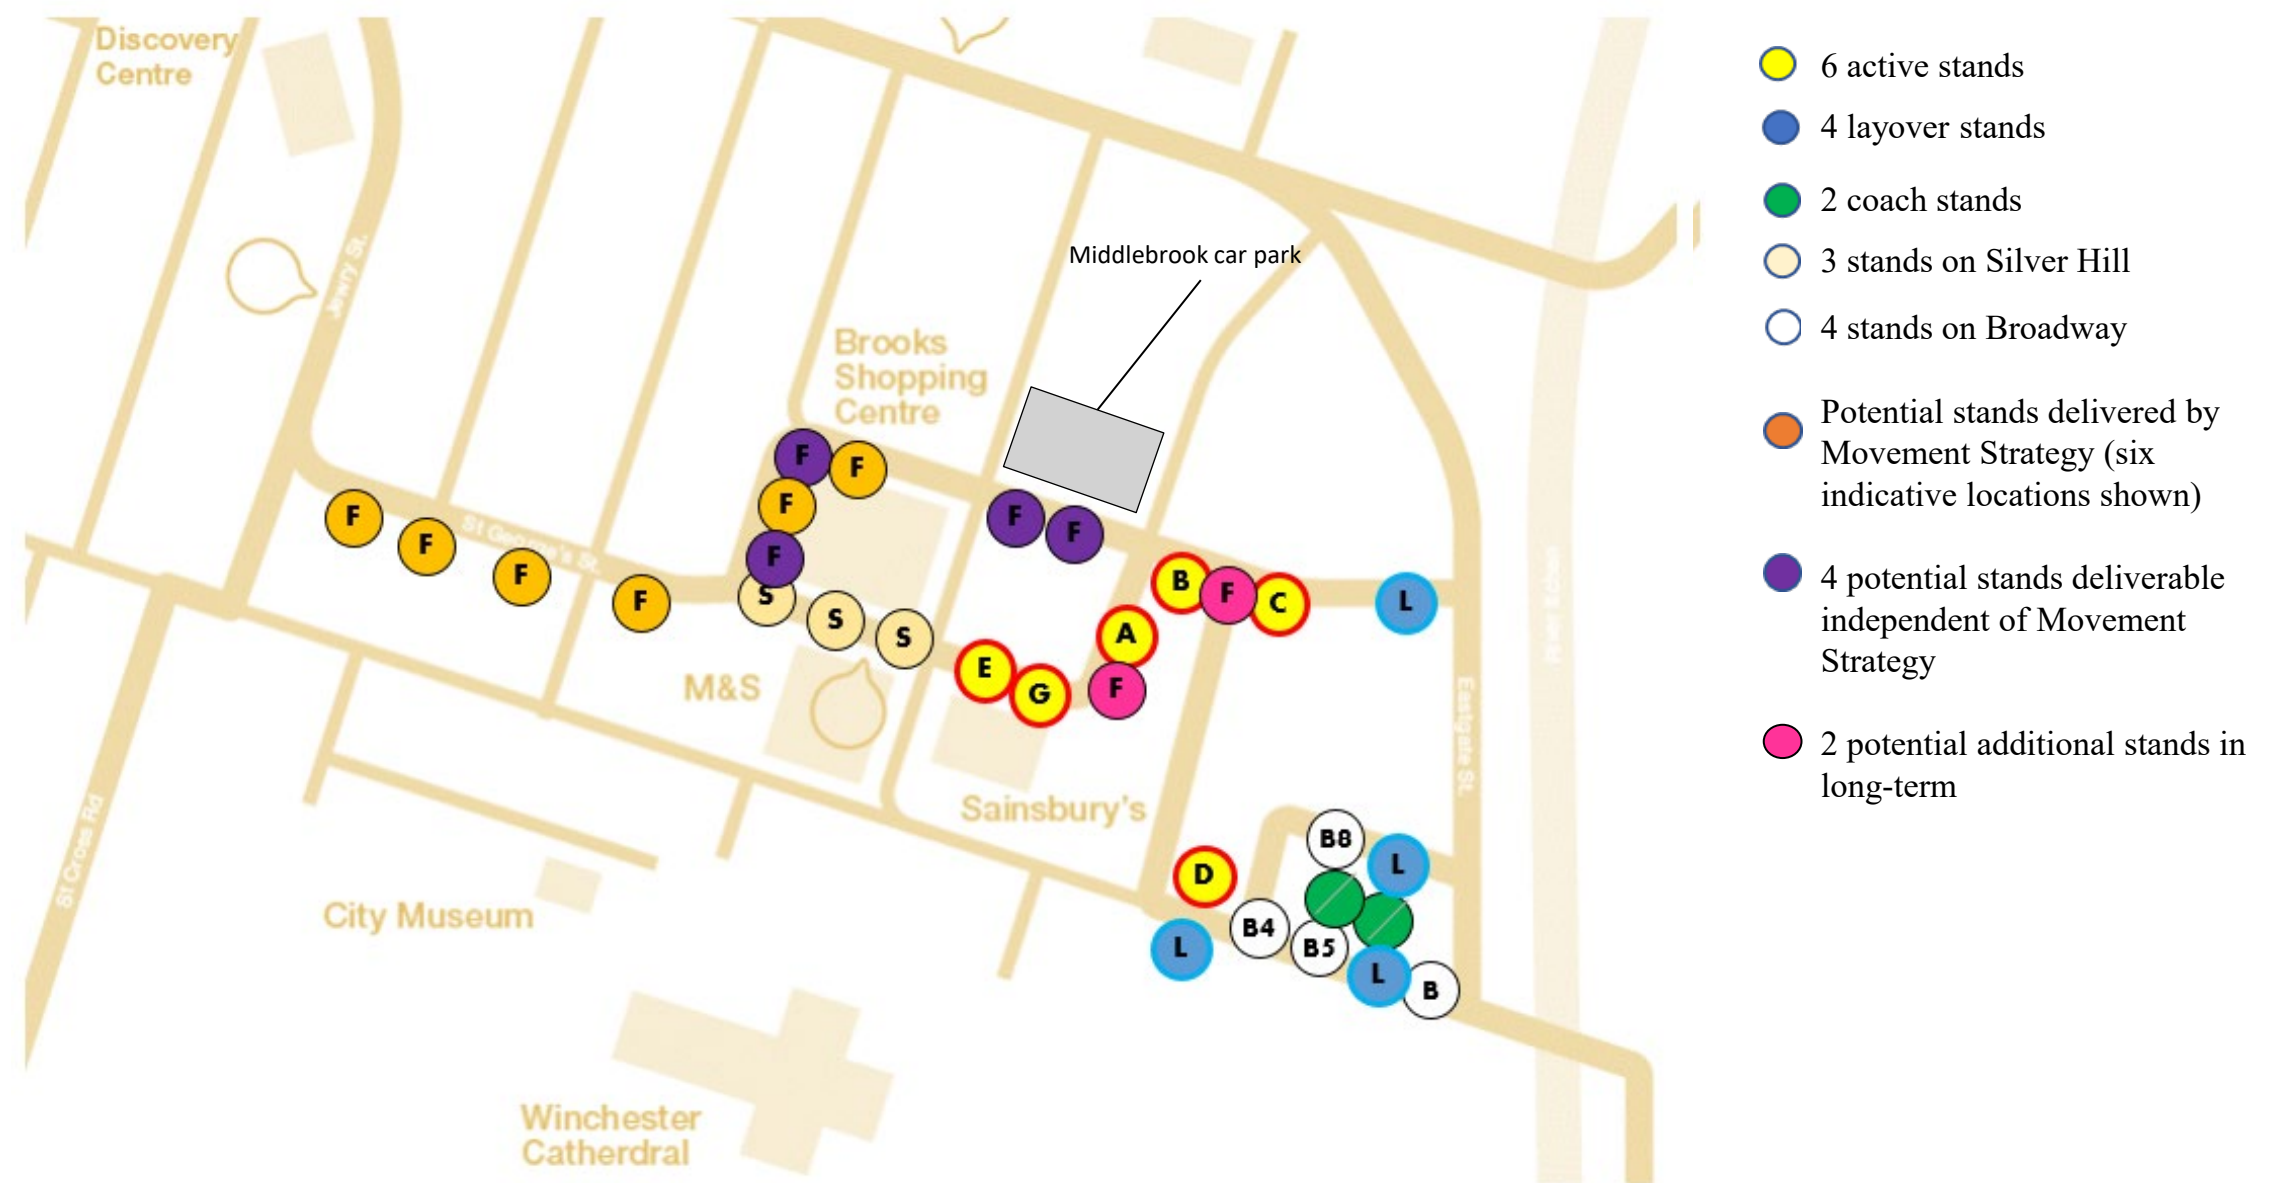 Discovery
Centre
Jewry St.
Middlebrook car park
Brooks
Shopping
Centre
F
F
F
F
F
F
F
F
F
F
St George's St.
S
S
S
B
F
C
L
A
F
E
G
M&S
Sainsbury's
Eastgate St.
St Cross Rd
City Museum
D
L
B8
L
B4
B5
L
B
Winchester
Catherdral
6 active stands
4 layover stands
2 coach stands
3 stands on Silver Hill
4 stands on Broadway
Potential stands delivered by
Movement Strategy (six
indicative locations shown)
4 potential stands deliverable
independent of Movement
Strategy
2 potential additional stands in
long-term